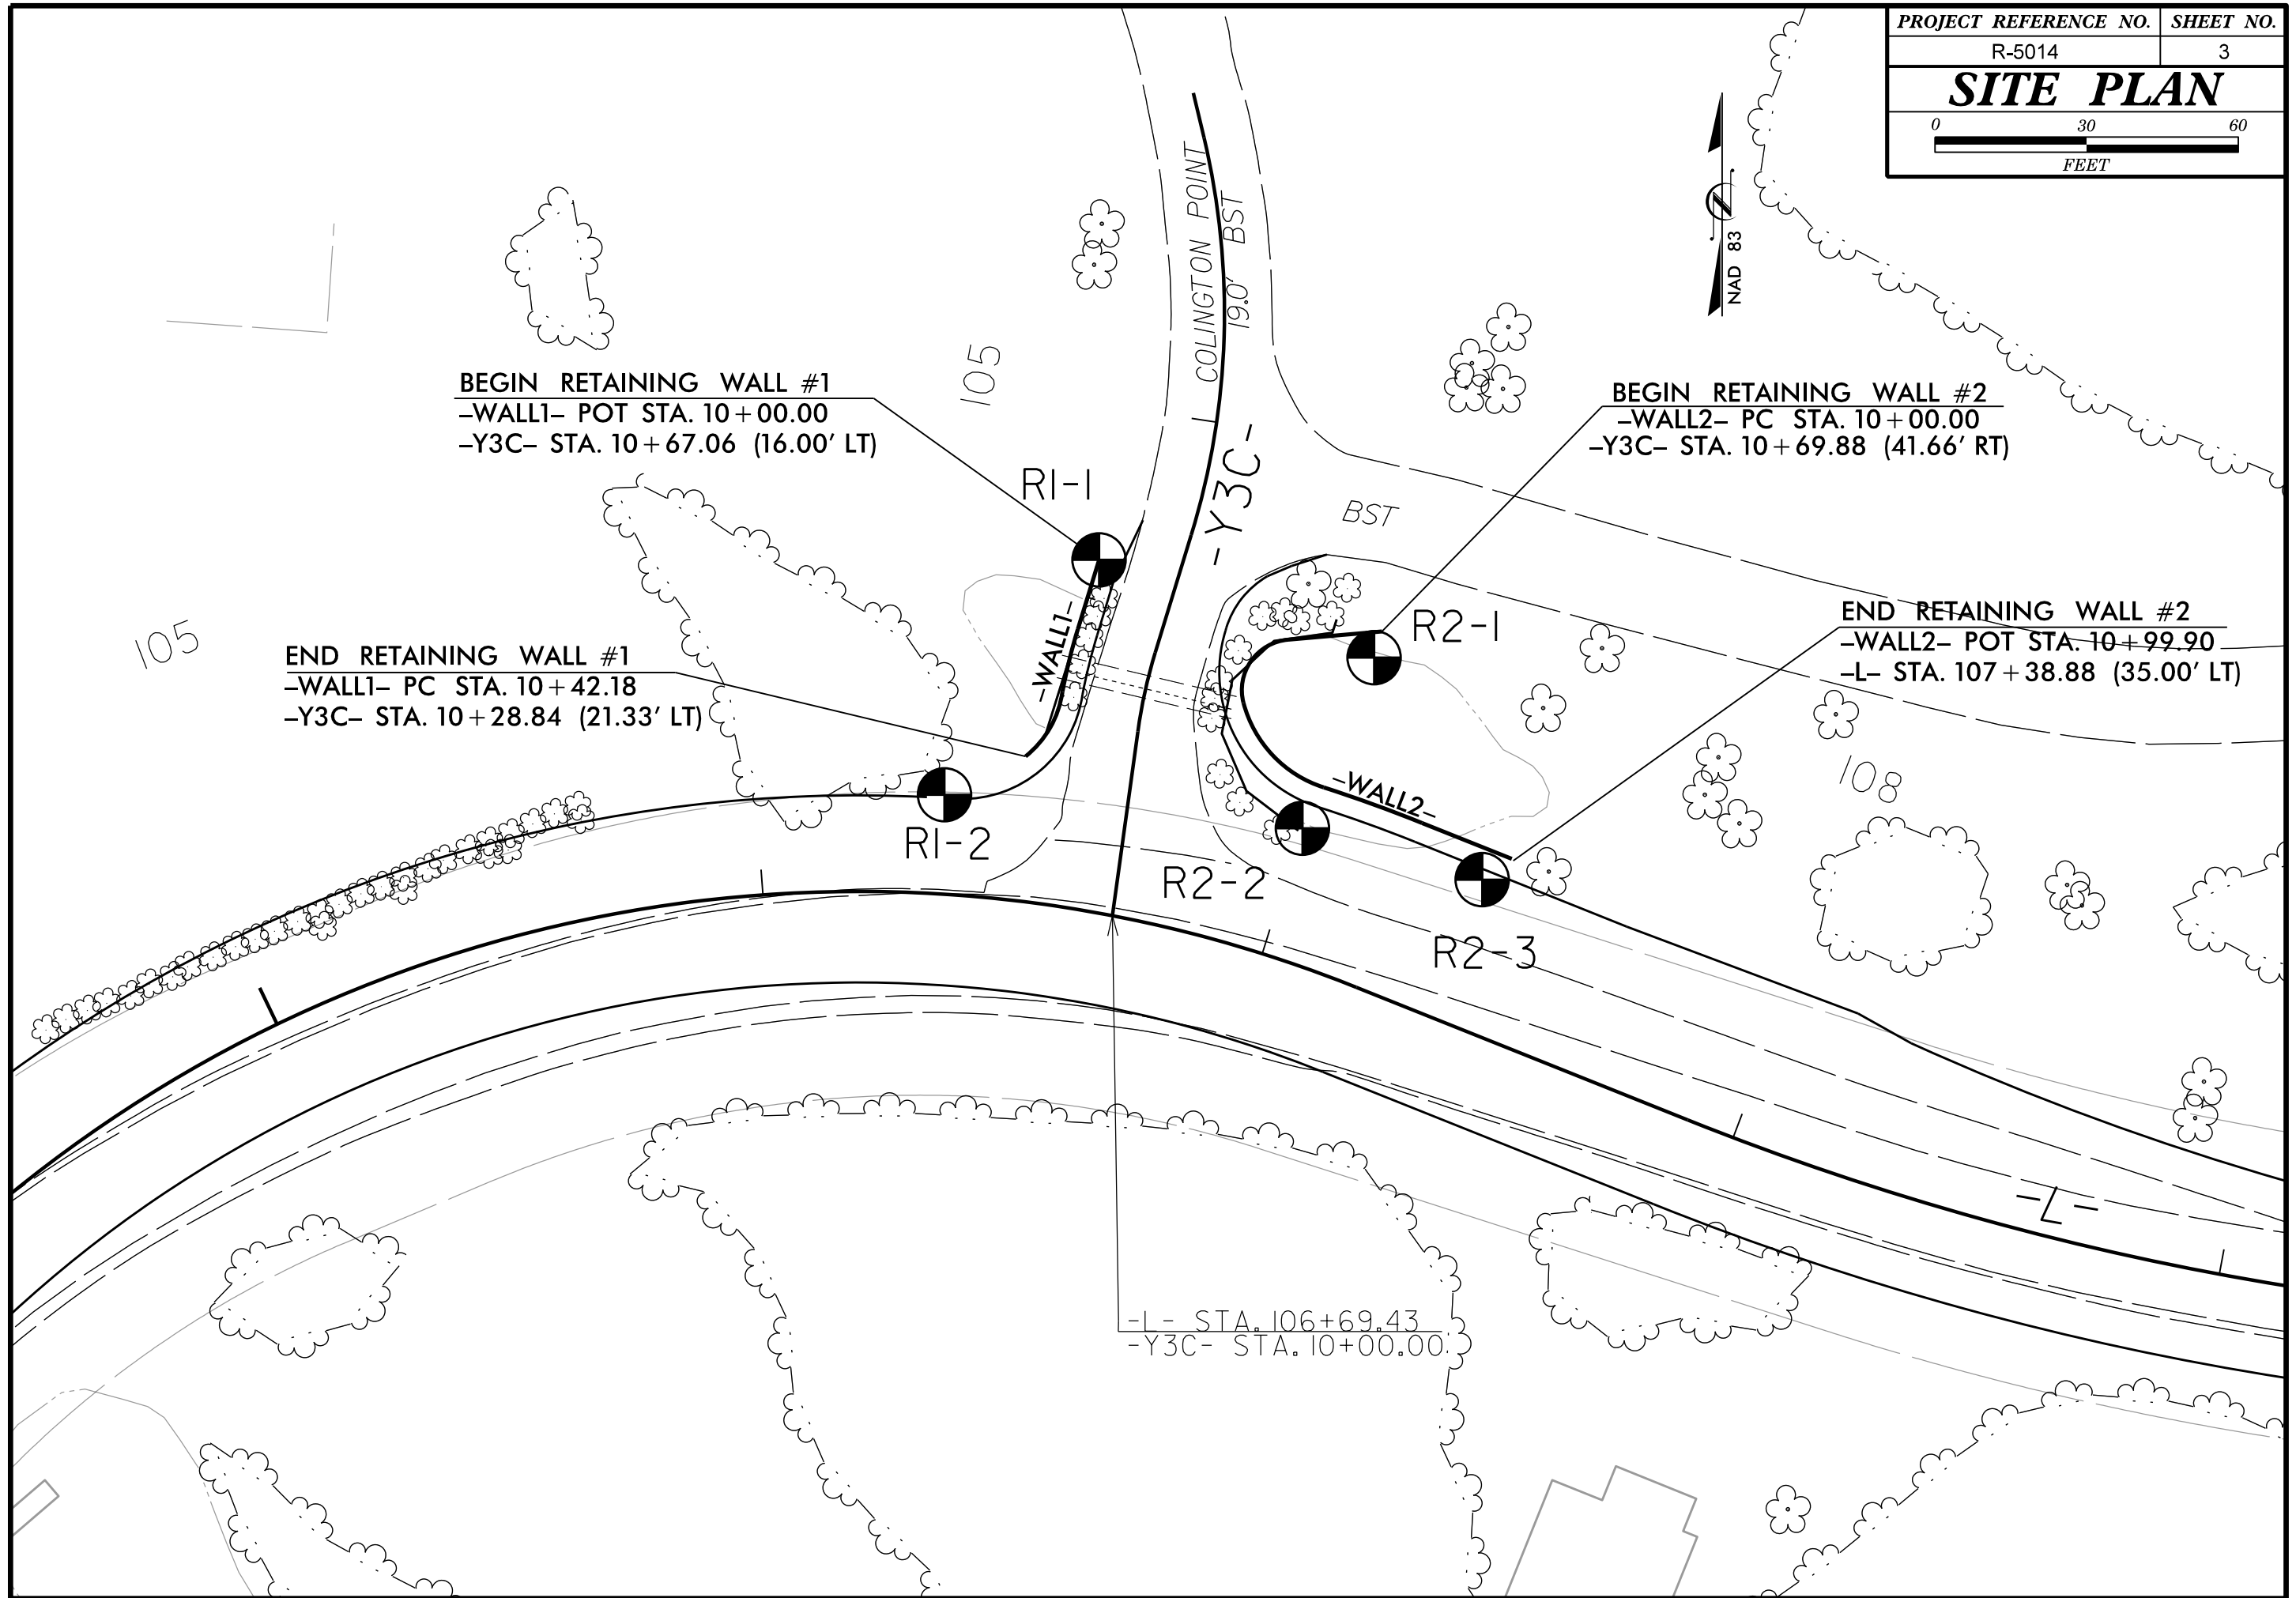 PROJECT REFERENCE NO. SHEET NO.
R-5014 3
SITE PLAN
0 30 60
FEET
NAD 83
COLINGTON POINT
19.0' BST
105
BEGIN RETAINING WALL #1
-WALL1- POT STA. 10+00.00
-Y3C- STA. 10+67.06 (16.00' LT)
BEGIN RETAINING WALL #2
-WALL2- PC STA. 10+00.00
-Y3C- STA. 10+69.88 (41.66' RT)
R1-1
-Y3C-
BST
105
END RETAINING WALL #1
-WALL1- PC STA. 10+42.18
-Y3C- STA. 10+28.84 (21.33' LT)
-WALL1-
R2-1
END RETAINING WALL #2
-WALL2- POT STA. 10+99.90
-L- STA. 107+38.88 (35.00' LT)
-WALL2-
108
R1-2
R2-2
R2-3
-L-
-L- STA. 106+69.43
-Y3C- STA. 10+00.00